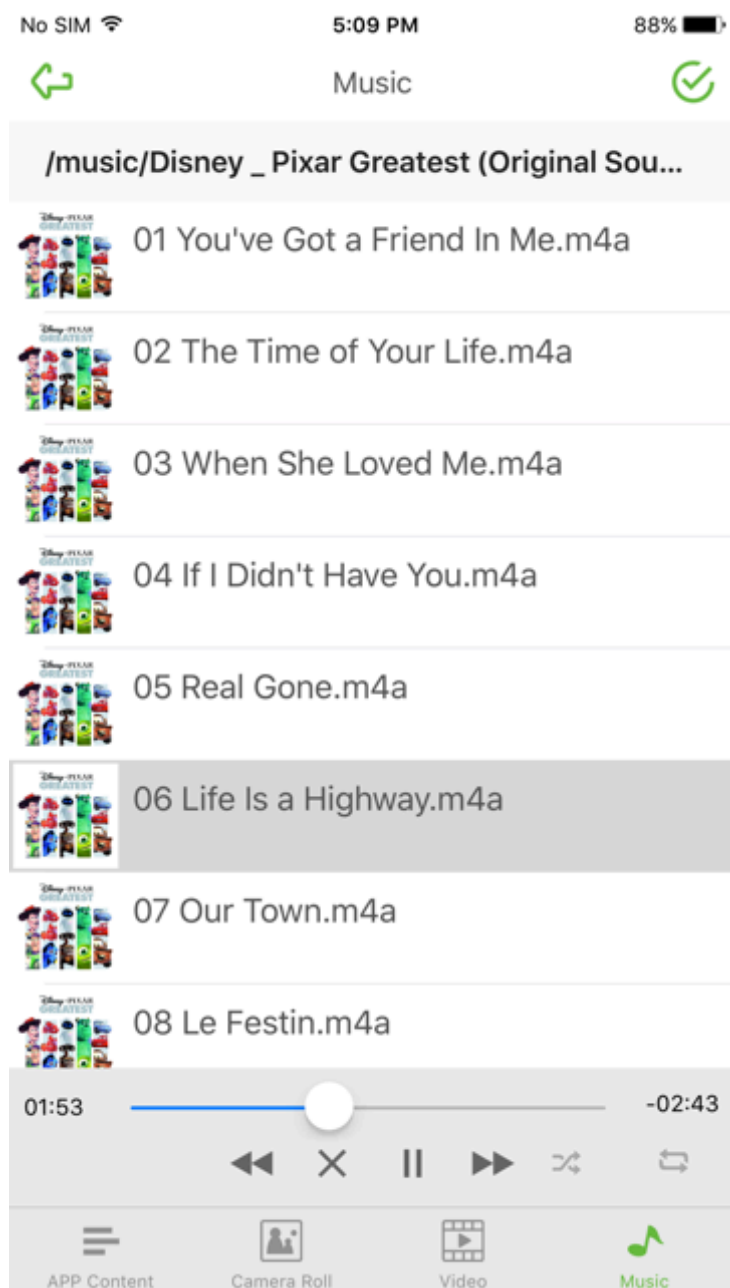 No SIM 5:09 PM 88%
Music
/music/Disney _ Pixar Greatest (Original Sou...
01 You've Got a Friend In Me.m4a
02 The Time of Your Life.m4a
03 When She Loved Me.m4a
04 If I Didn't Have You.m4a
05 Real Gone.m4a
06 Life Is a Highway.m4a
07 Our Town.m4a
08 Le Festin.m4a
01:53 -02:43
APP Content Camera Roll Video Music